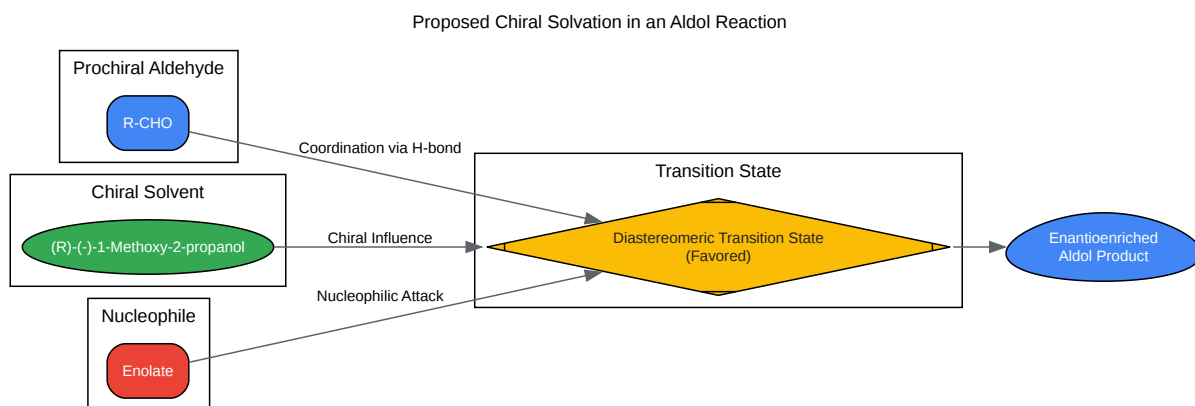 Proposed Chiral Solvation in an Aldol Reaction
Prochiral Aldehyde
R-CHO
Coordination via H-bond
Chiral Solvent
(R)-(-)-1-Methoxy-2-propanol
Chiral Influence
Nucleophile
Enolate
Nucleophilic Attack
Transition State
Diastereomeric Transition State
(Favored)
Enantioenriched
Aldol Product